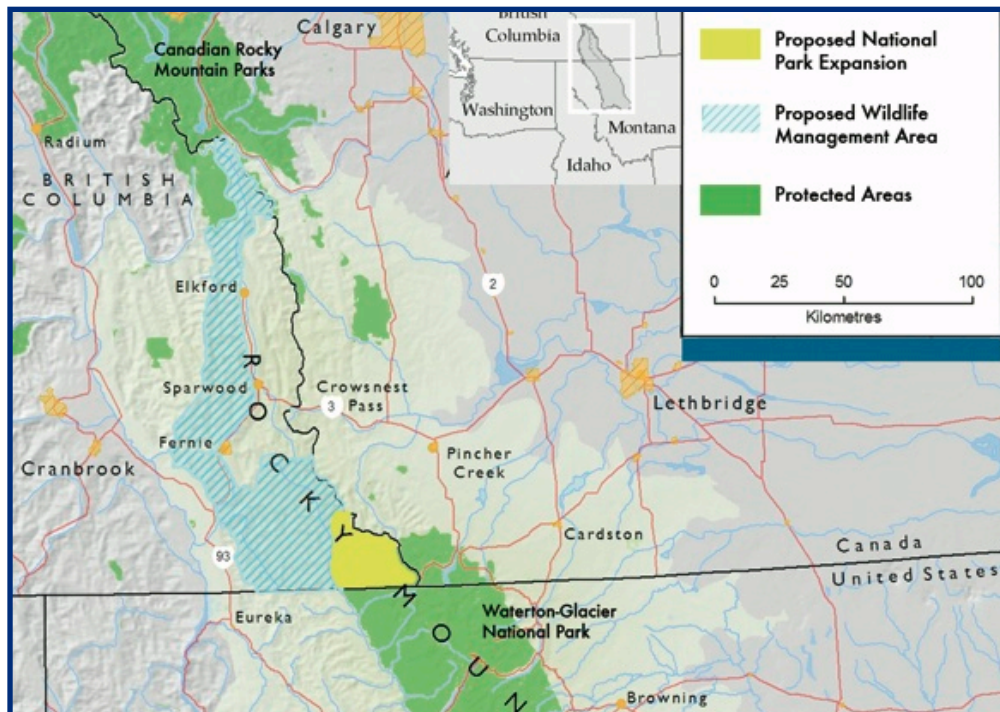 Calgary
Canadian Rocky
Mountain Parks
Radium
BRITISH
COLUMBIA
British
Columbia
Washington
Montana
Idaho
Proposed National
Park Expansion
Proposed Wildlife
Management Area
Protected Areas
0 50 100
Kilometres
2
Elkford
Sparwood
Crowsnest
Pass
3
Fernie
Cranbrook
Pincher
Creek
Lethbridge
Cardston
93
Canada
United States
Eureka
Waterton-Glacier
National Park
Browning
ROCKY
MOUN